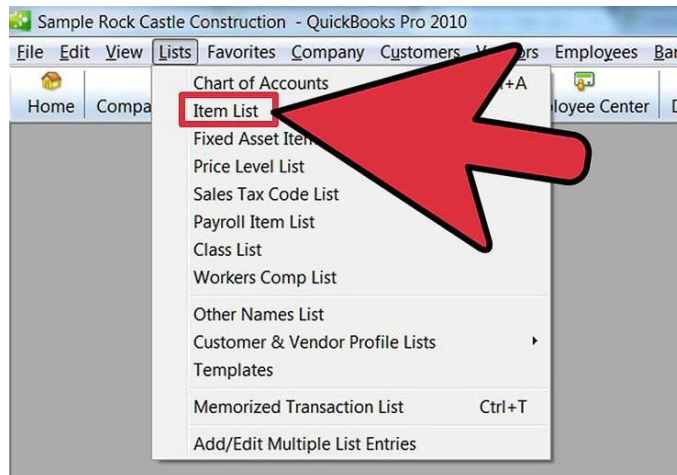 Sample Rock Castle Construction - QuickBooks Pro 2010
File Edit View Lists Favorites Company Customers Employees
Home
Chart of Accounts
Item List
Fixed Asset
Price Level List
Sales Tax Code List
Payroll Item List
Class List
Workers Comp List
Other Names List
Customer & Vendor Profile Lists
Templates
Memorized Transaction List Ctrl+T
Add/Edit Multiple List Entries